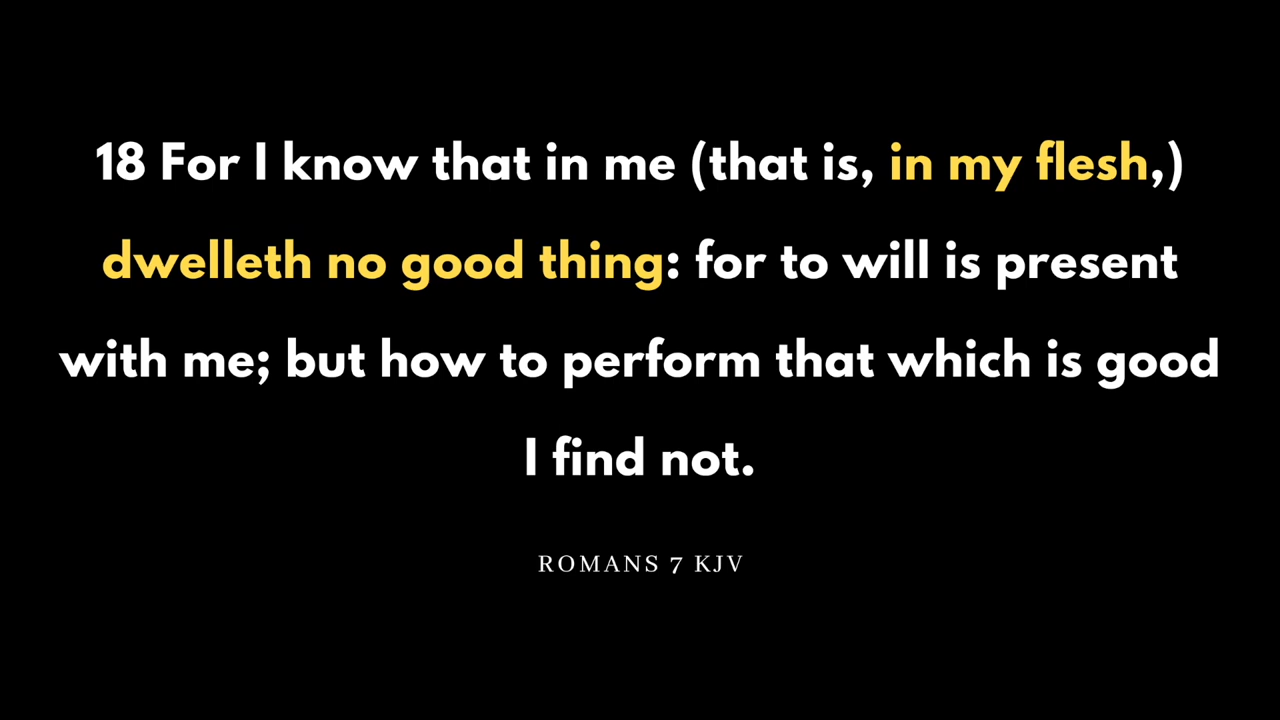 18 For I know that in me (that is, in my flesh,)
dwelleth no good thing: for to will is present
with me; but how to perform that which is good
I find not.
ROMANS 7 KJV